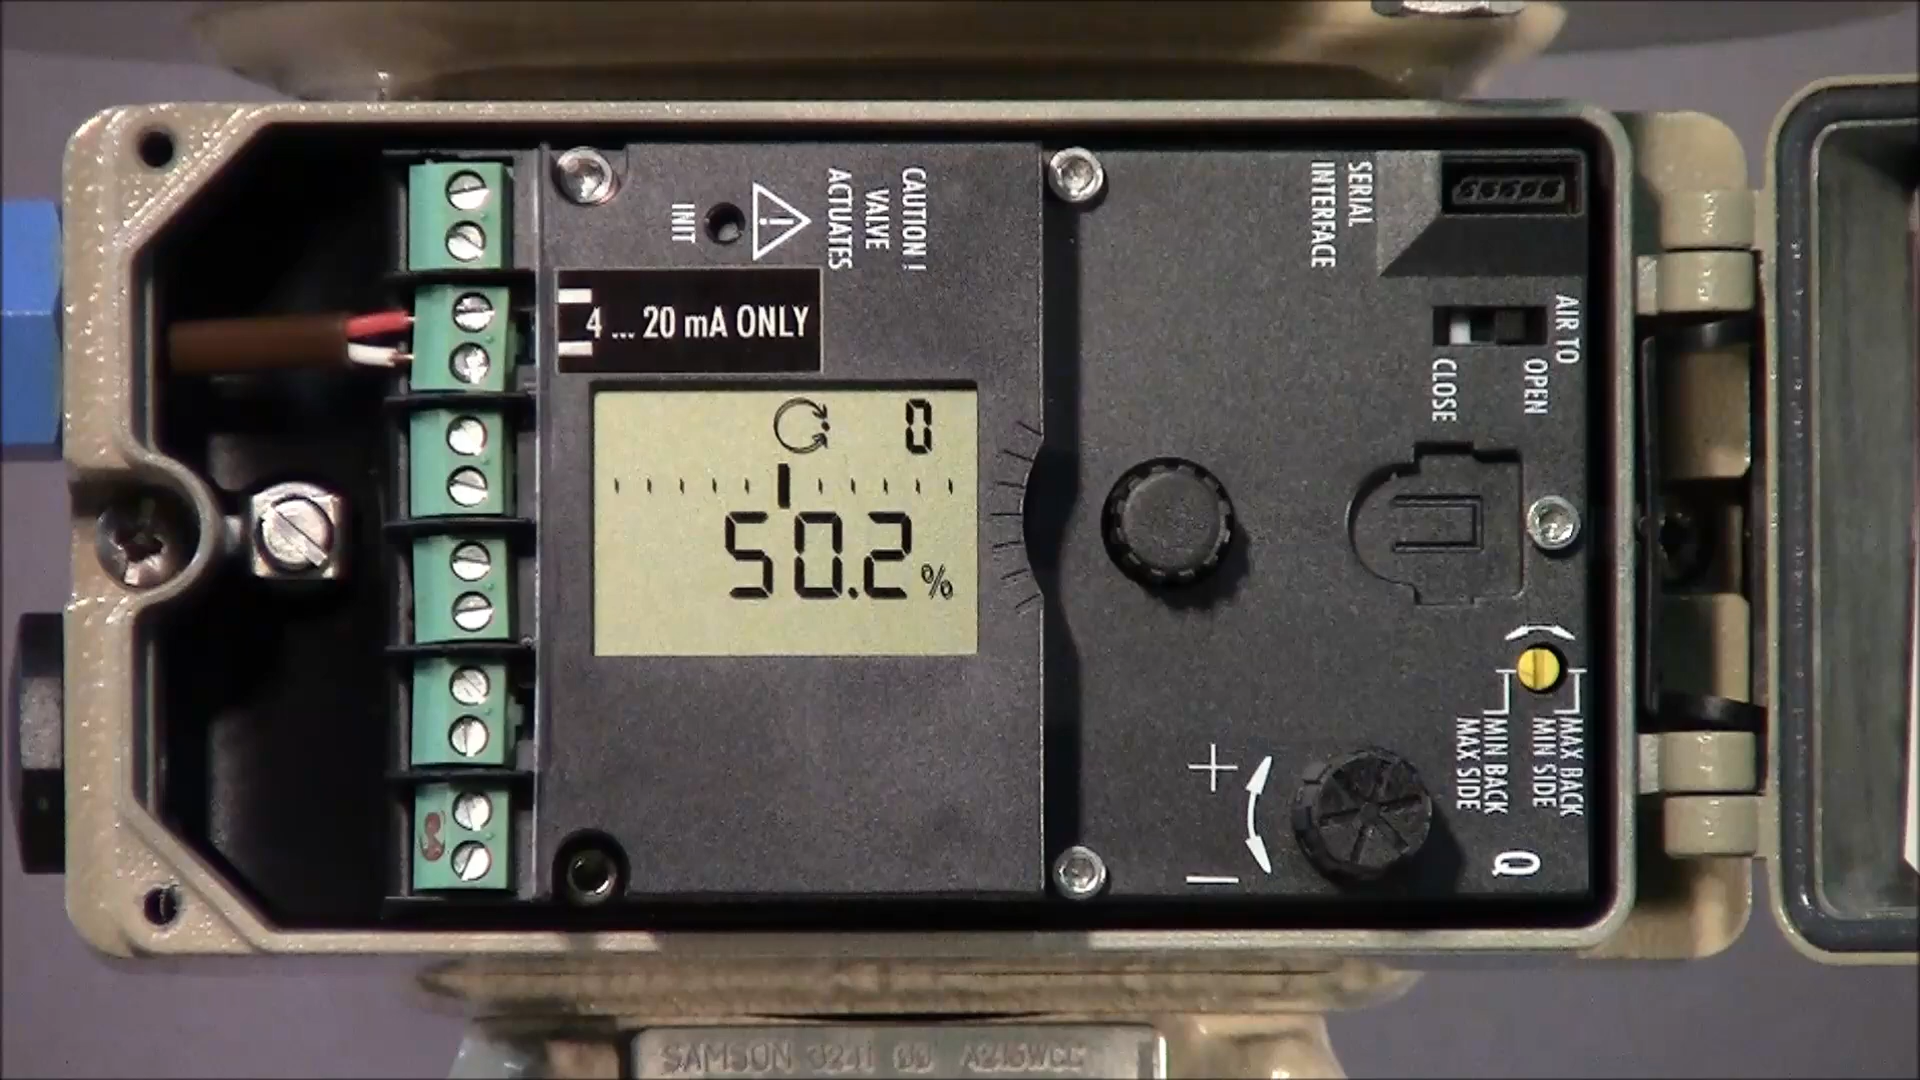 CAUTION !
VALVE
ACTUATES
INIT
4 ... 20 mA ONLY
0
50.2 %
SERIAL
INTERFACE
AIR TO
OPEN
CLOSE
MAX BACK
MIN SIDE
MIN BACK
MAX SIDE
+
−
Q
SAMSON 3241